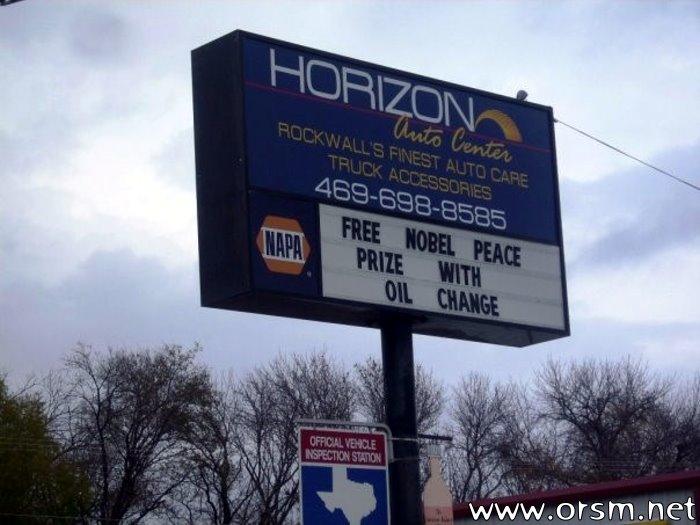 HORIZON
Auto Center
ROCKWALL'S FINEST AUTO CARE
TRUCK ACCESSORIES
469-698-8585
NAPA
FREE NOBEL PEACE
PRIZE WITH
OIL CHANGE
OFFICIAL VEHICLE
INSPECTION STATION
www.orsm.net